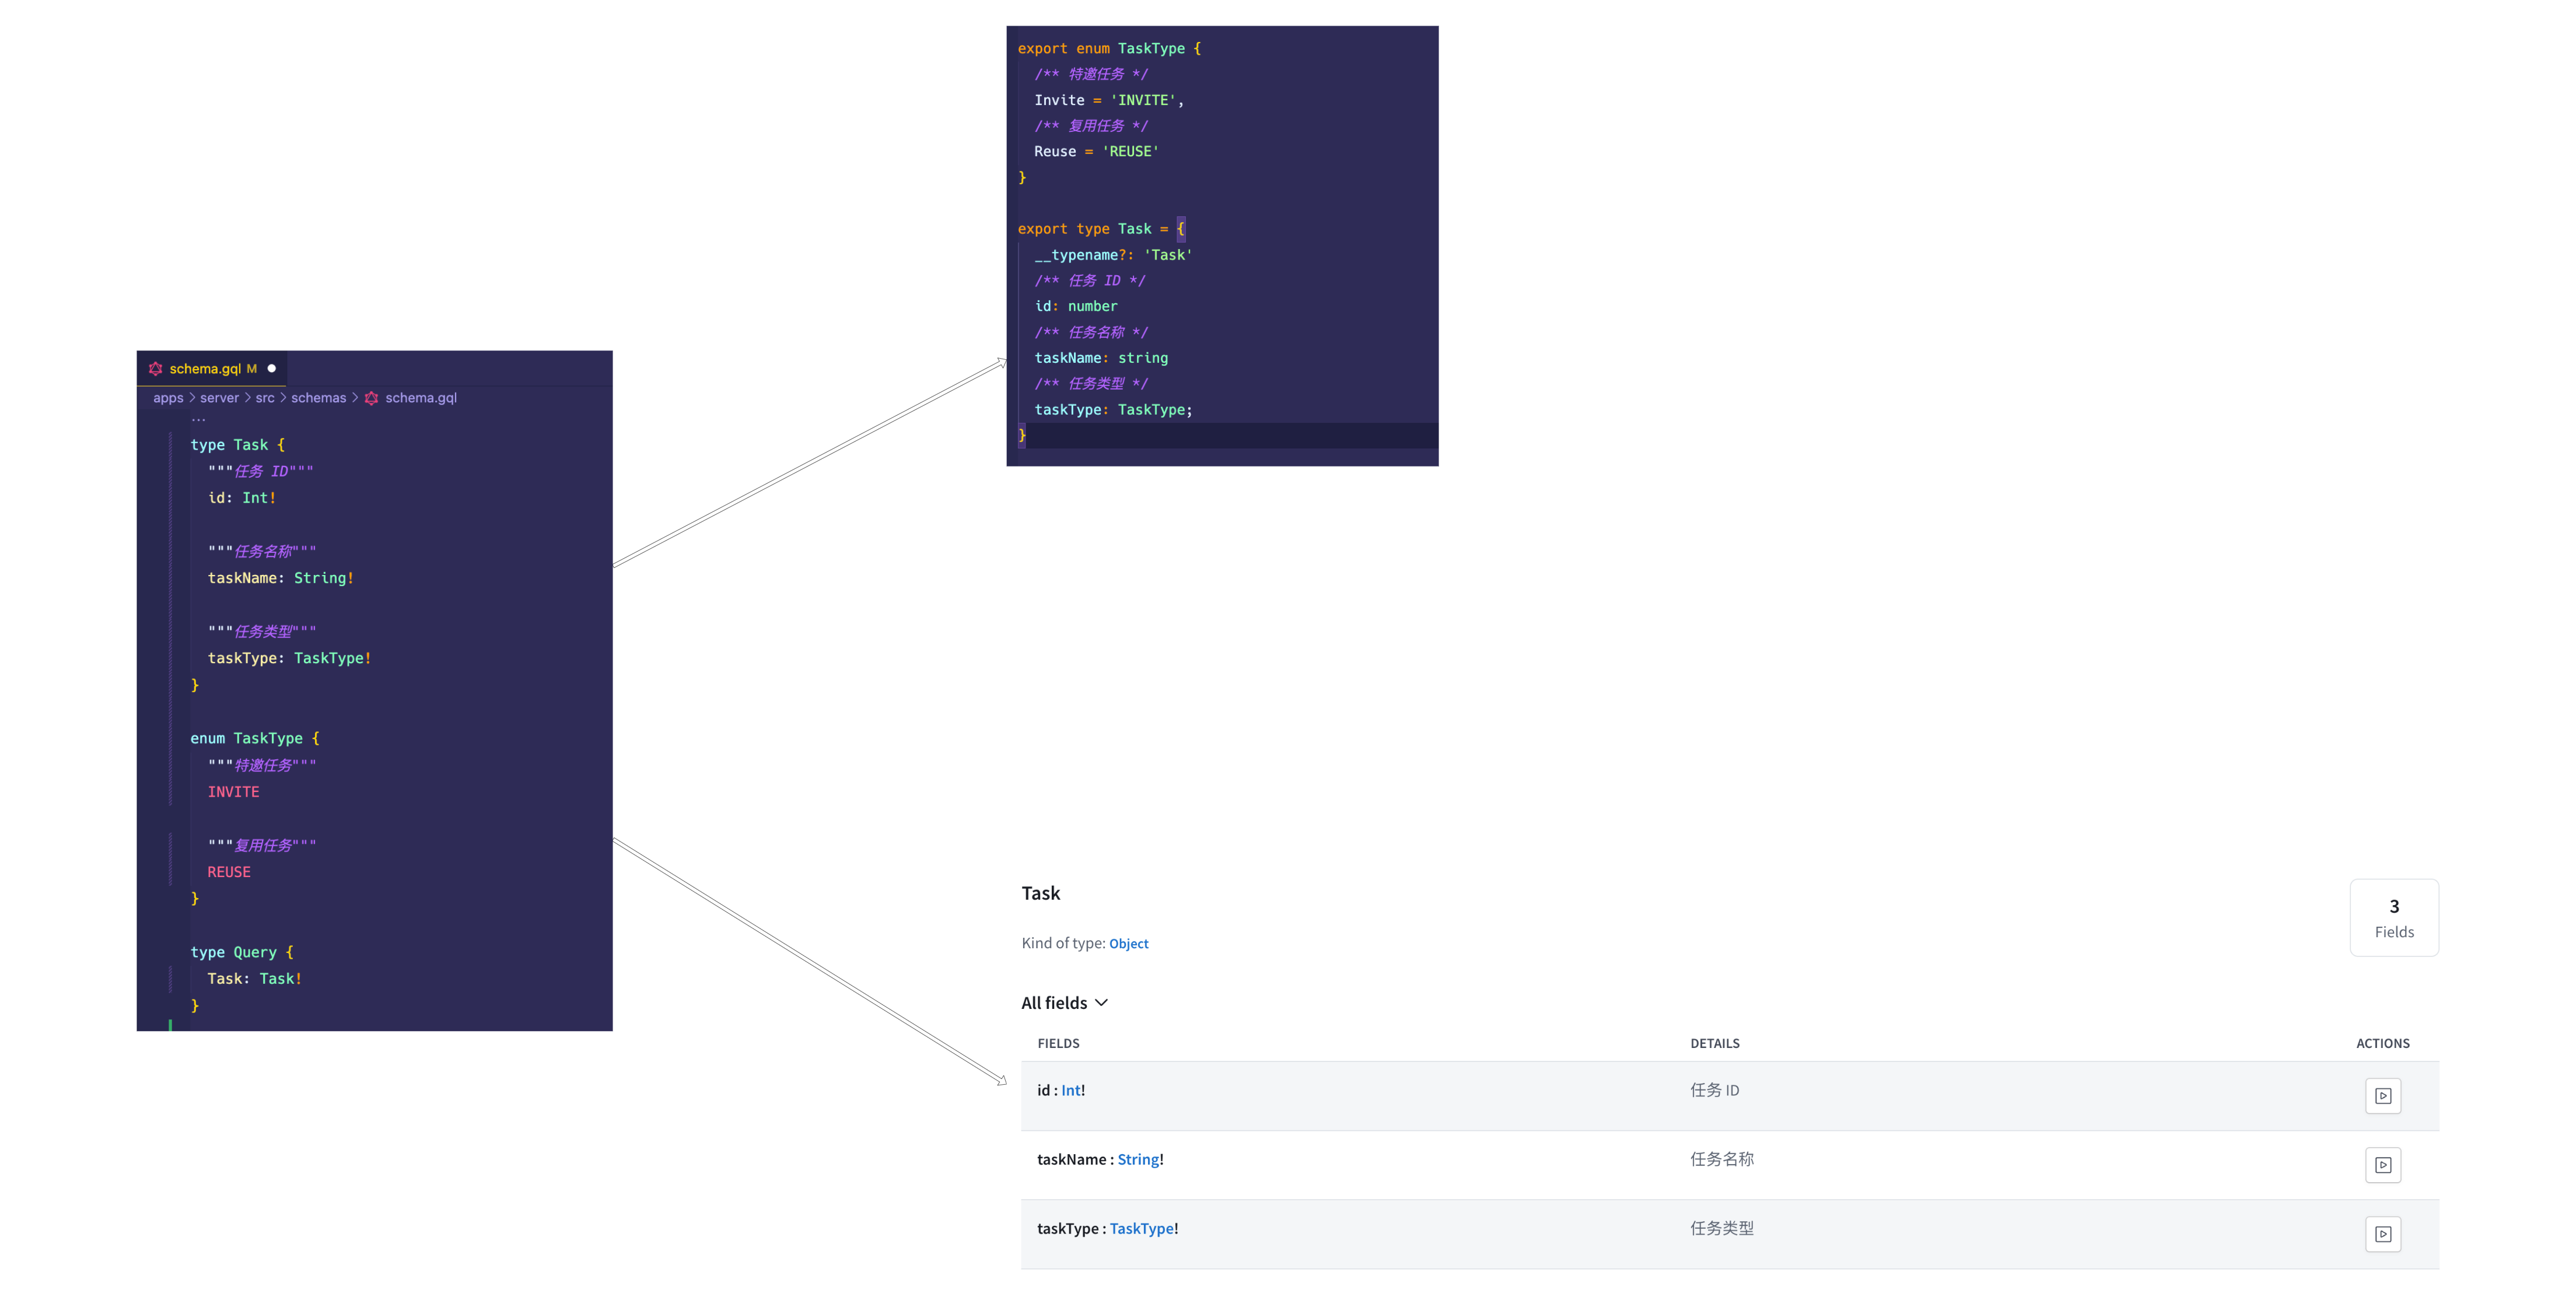 schema.gql M
apps > server > src > schemas > schema.gql
...
type Task {
"""任务 ID"""
id: Int!
"""任务名称"""
taskName: String!
"""任务类型"""
taskType: TaskType!
}
enum TaskType {
"""特邀任务"""
INVITE
"""复用任务"""
REUSE
}
type Query {
Task: Task!
}
export enum TaskType {
/** 特邀任务 */
Invite = 'INVITE',
/** 复用任务 */
Reuse = 'REUSE'
}
export type Task = {
__typename?: 'Task'
/** 任务 ID */
id: number
/** 任务名称 */
taskName: string
/** 任务类型 */
taskType: TaskType;
}
Task
3
Fields
Kind of type: Object
All fields
FIELDS DETAILS ACTIONS
id : Int! 任务 ID
taskName : String! 任务名称
taskType : TaskType! 任务类型